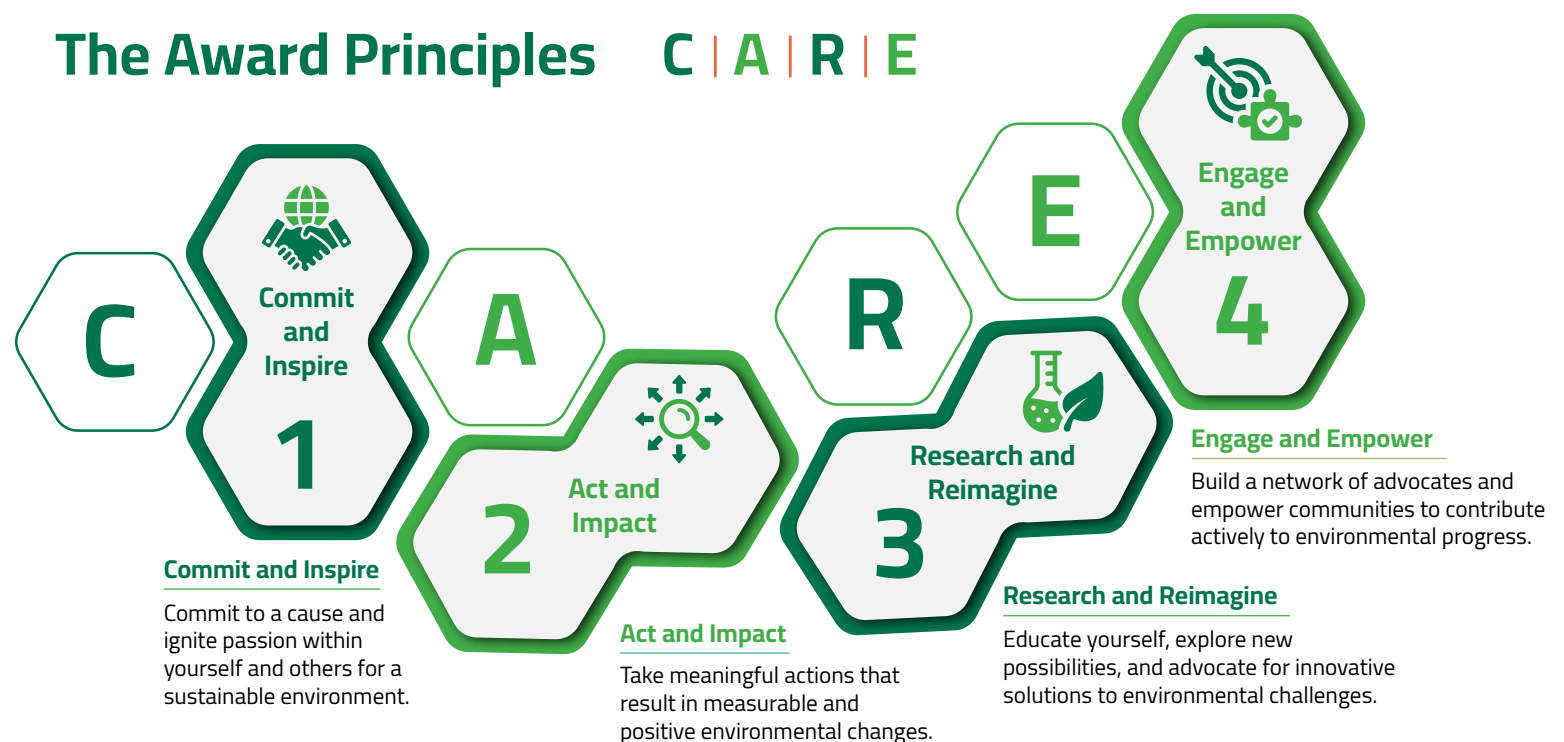 The Award Principles C | A | R | E
C
Commit
and
Inspire
1
A
2
Act and
Impact
R
Research and
Reimagine
3
E
Engage
and
Empower
4
Commit and Inspire
Commit to a cause and
ignite passion within
yourself and others for a
sustainable environment.
Act and Impact
Take meaningful actions that
result in measurable and
positive environmental changes.
Research and Reimagine
Educate yourself, explore new
possibilities, and advocate for innovative
solutions to environmental challenges.
Engage and Empower
Build a network of advocates and
empower communities to contribute
actively to environmental progress.